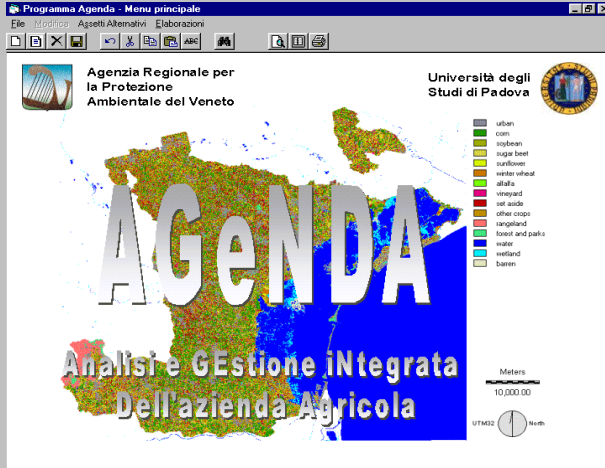 Programma Agenda - Menu principale
File Modifica Assetti Alternativi Elaborazioni
ABC
Agenzia Regionale per
la Protezione
Ambientale del Veneto
Università degli
Studi di Padova
urban
corn
soybean
sugar beet
sunflower
winter wheat
alfalfa
vineyard
set aside
other crops
rangeland
forest and parks
water
wetland
barren
AGeNDA
Analisi e GEstione iNtegrata
Dell'azienda Agricola
Meters
10,000.00
UTM32 North